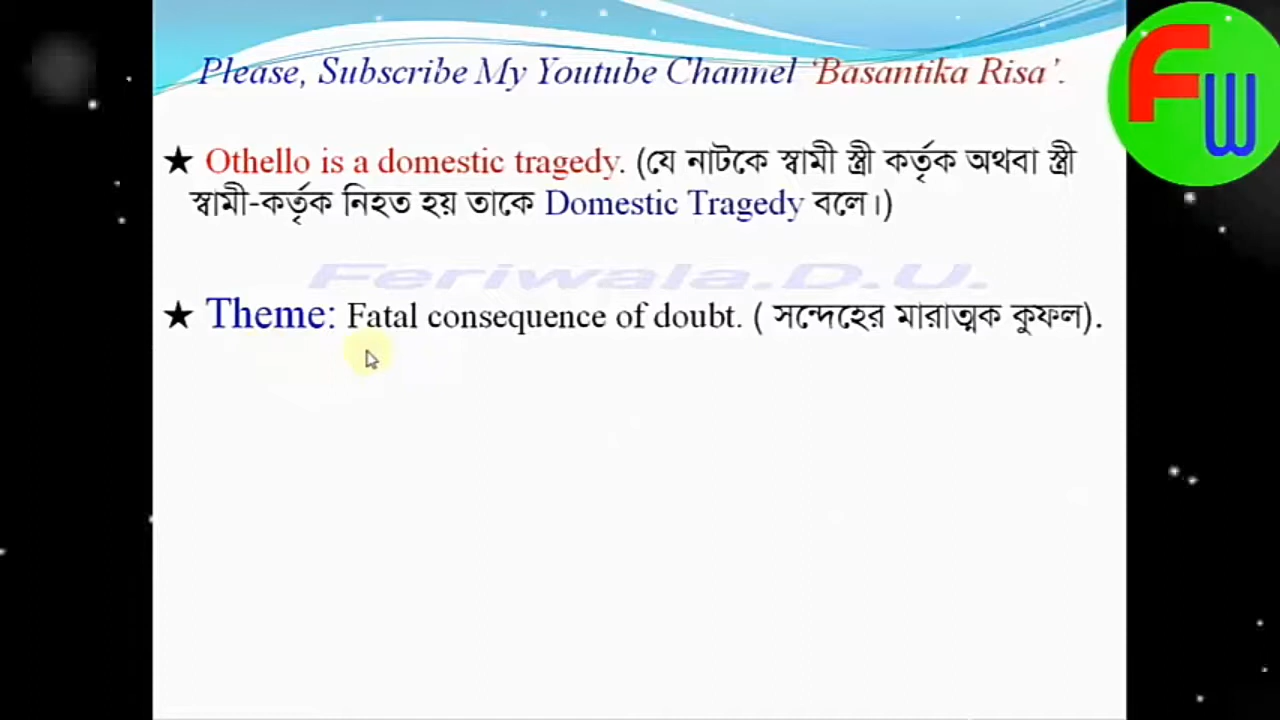 Please, Subscribe My Youtube Channel ‘Basantika Risa’.
FW
★ Othello is a domestic tragedy. (যে নাটকে স্বামী স্ত্রী কর্তৃক অথবা স্ত্রী
স্বামী-কর্তৃক নিহত হয় তাকে Domestic Tragedy বলে।)
Feriwala.D.U.
★ Theme: Fatal consequence of doubt. ( সন্দেহের মারাত্মক কুফল).